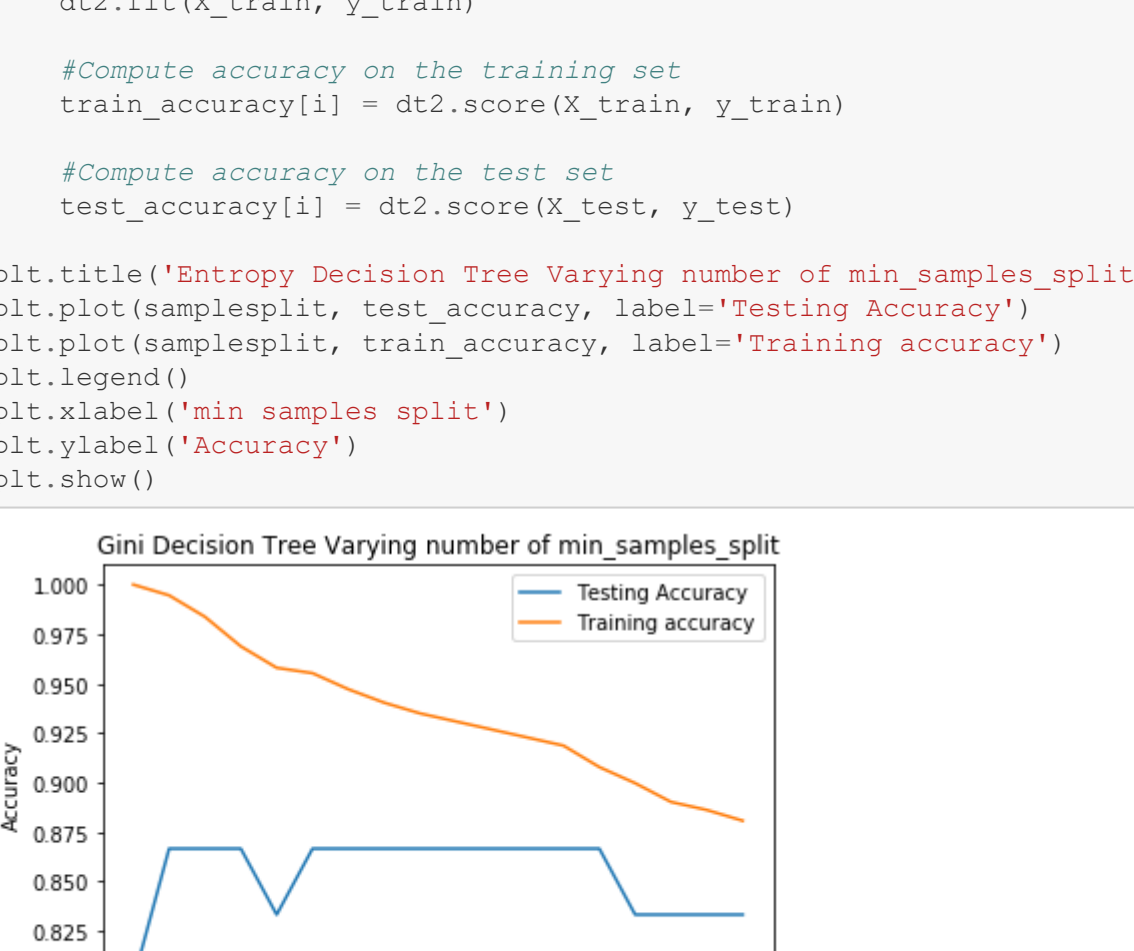 dt2.fit(X_train, y_train)
#Compute accuracy on the training set
train_accuracy[i] = dt2.score(X_train, y_train)
#Compute accuracy on the test set
test_accuracy[i] = dt2.score(X_test, y_test)
plt.title('Entropy Decision Tree Varying number of min_samples_split
plt.plot(samplesplit, test_accuracy, label='Testing Accuracy')
plt.plot(samplesplit, train_accuracy, label='Training accuracy')
plt.legend()
plt.xlabel('min samples split')
plt.ylabel('Accuracy')
plt.show()
Gini Decision Tree Varying number of min_samples_split
Testing Accuracy
Training accuracy
1.000
0.975
0.950
0.925
0.900
0.875
0.850
0.825
Accuracy